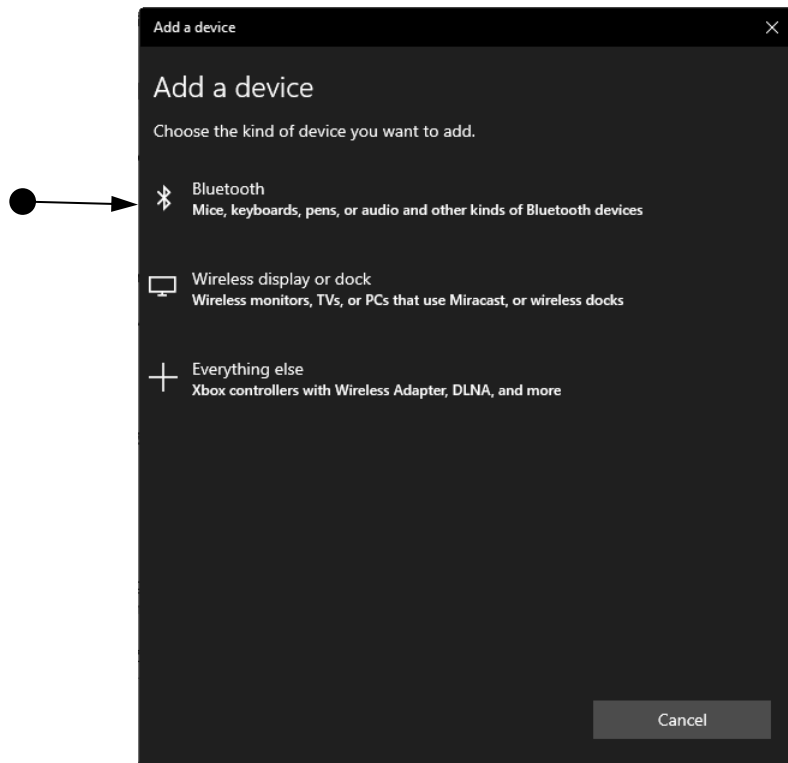 Add a device
Add a device
Choose the kind of device you want to add.
Bluetooth
Mice, keyboards, pens, or audio and other kinds of Bluetooth devices
Wireless display or dock
Wireless monitors, TVs, or PCs that use Miracast, or wireless docks
Everything else
Xbox controllers with Wireless Adapter, DLNA, and more
Cancel